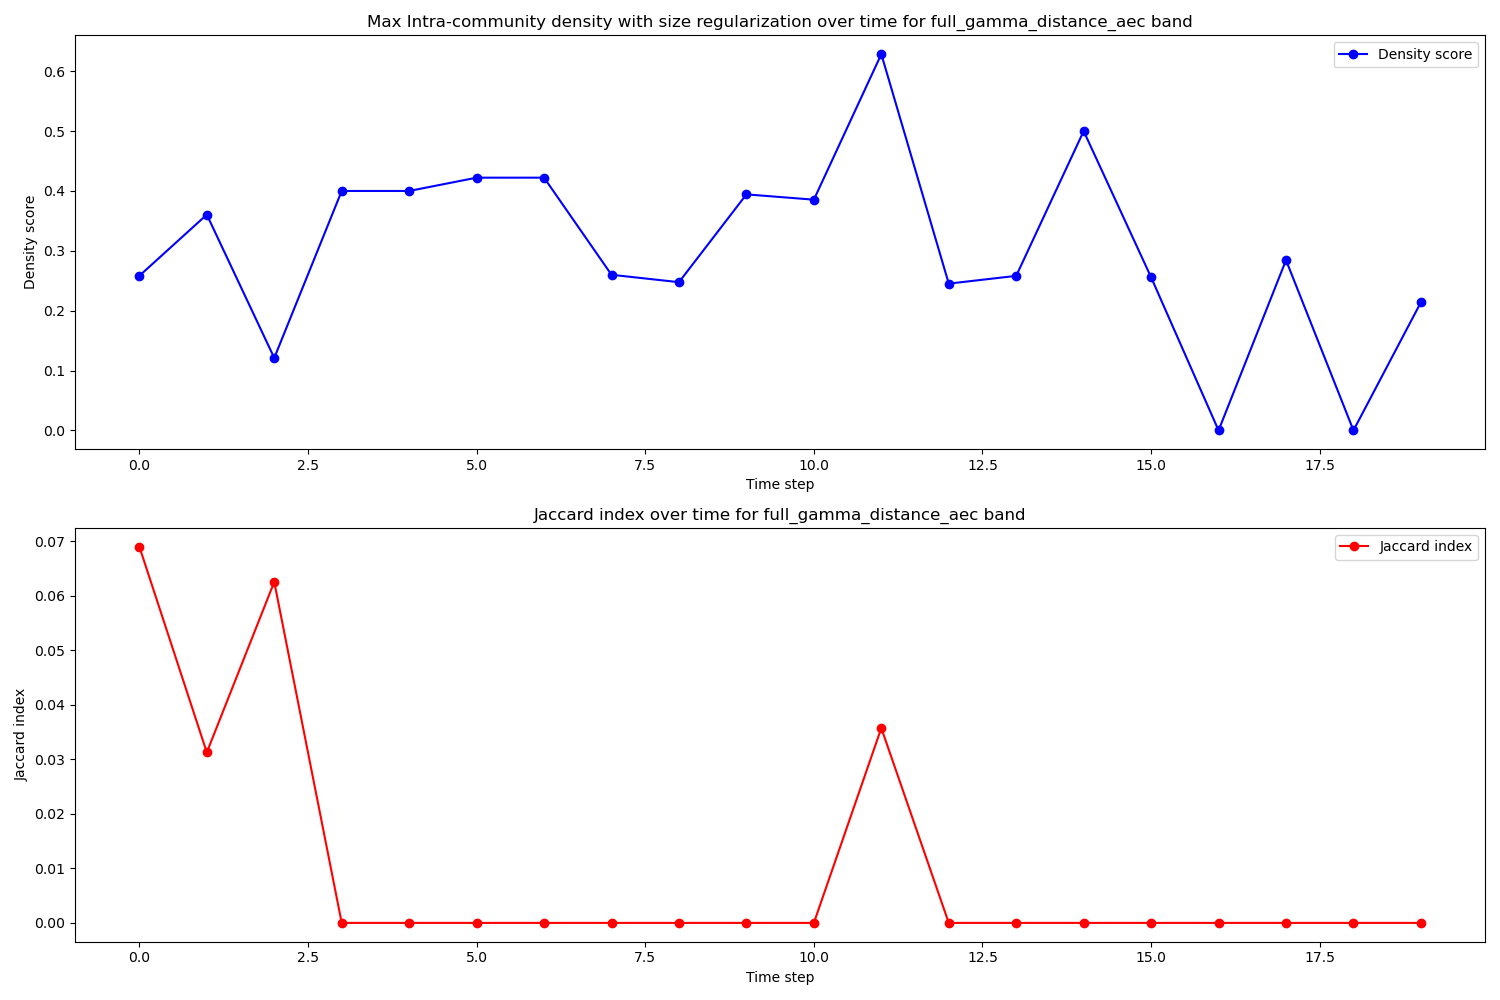 Max Intra-community density with size regularization over time for full_gamma_distance_aec band
Density score
0.6
0.5
0.4
0.3
0.2
0.1
0.0
Density score
0.0 2.5 5.0 7.5 10.0 12.5 15.0 17.5
Time step
Jaccard index over time for full_gamma_distance_aec band
Jaccard index
0.07
0.06
0.05
0.04
0.03
0.02
0.01
0.00
Jaccard index
0.0 2.5 5.0 7.5 10.0 12.5 15.0 17.5
Time step